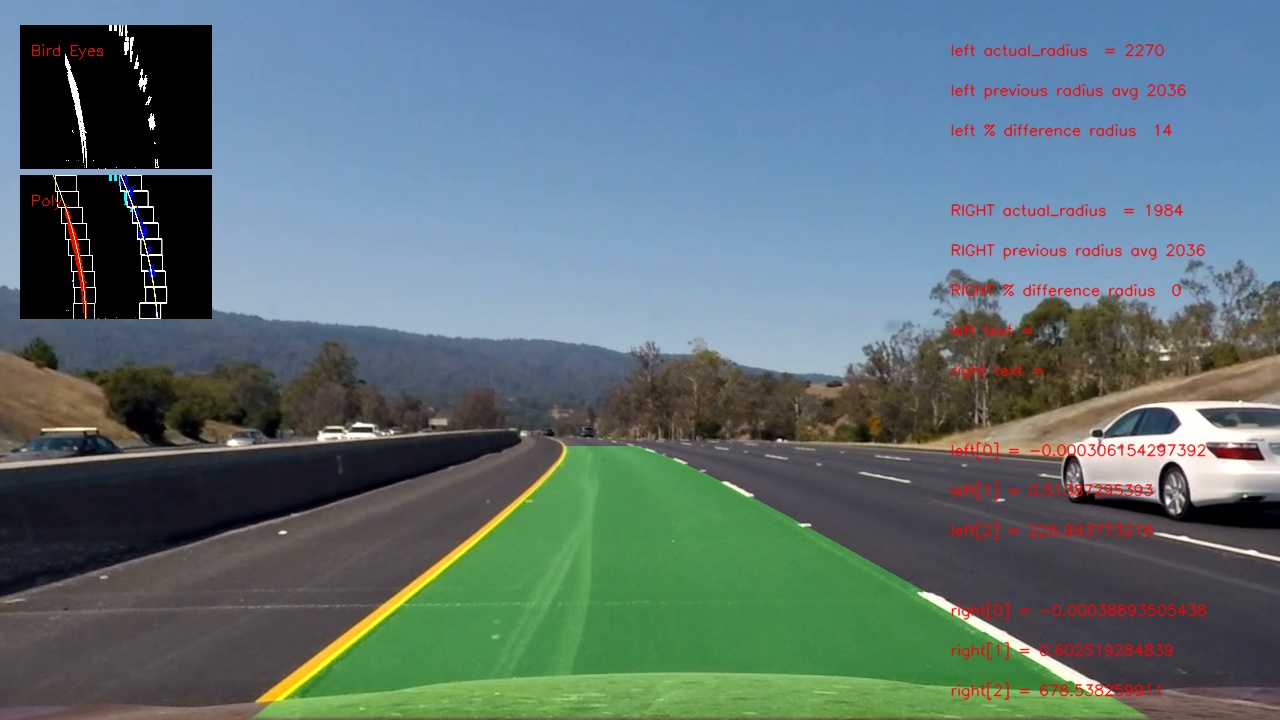 Bird Eyes
Poly
left actual_radius = 2270
left previous radius avg 2036
left % difference radius 14
RIGHT actual_radius = 1984
RIGHT previous radius avg 2036
RIGHT % difference radius 0
left text =
right text =
left[0] = -0.000306154297392
left[1] = 0.51387295393
left[2] = 226.993773218
right[0] = -0.00038893505438
right[1] = 0.602519284839
right[2] = 678.538259911